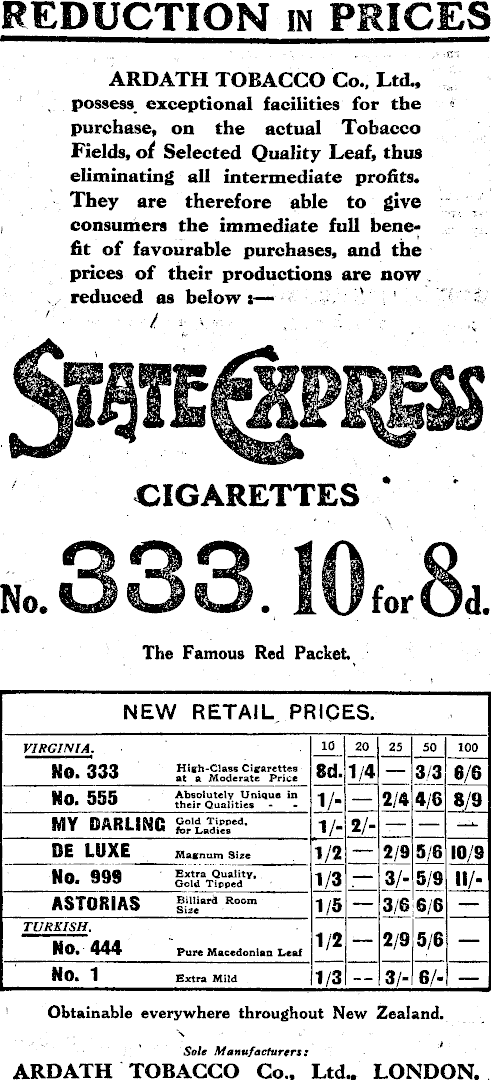 REDUCTION IN PRICES
ARDATH TOBACCO Co., Ltd.,
possess exceptional facilities for the
purchase, on the actual Tobacco
Fields, of Selected Quality Leaf, thus
eliminating all intermediate profits.
They are therefore able to give
consumers the immediate full bene-
fit of favourable purchases, and the
prices of their productions are now
reduced as below :—
STATE EXPRESS
CIGARETTES
No. 333. 10 for 8d.
The Famous Red Packet.
NEW RETAIL PRICES.
VIRGINIA. 10 20 25 50 100
No. 333 High-Class Cigarettes at a Moderate Price 8d. 1/4 — 3/3 6/6
No. 555 Absolutely Unique in their Qualities - - 1/- — 2/4 4/6 8/9
MY DARLING Gold Tipped, for Ladies 1/- 2/- — — —
DE LUXE Magnum Size 1/2 — 2/9 5/6 10/9
No. 999 Extra Quality, Gold Tipped 1/3 — 3/- 5/9 11/-
ASTORIAS Billiard Room Size 1/5 — 3/6 6/6 —
TURKISH.
No. 444 Pure Macedonian Leaf 1/2 — 2/9 5/6 —
No. 1 Extra Mild 1/3 -- 3/- 6/- —
Obtainable everywhere throughout New Zealand.
Sole Manufacturers:
ARDATH TOBACCO Co., Ltd., LONDON.